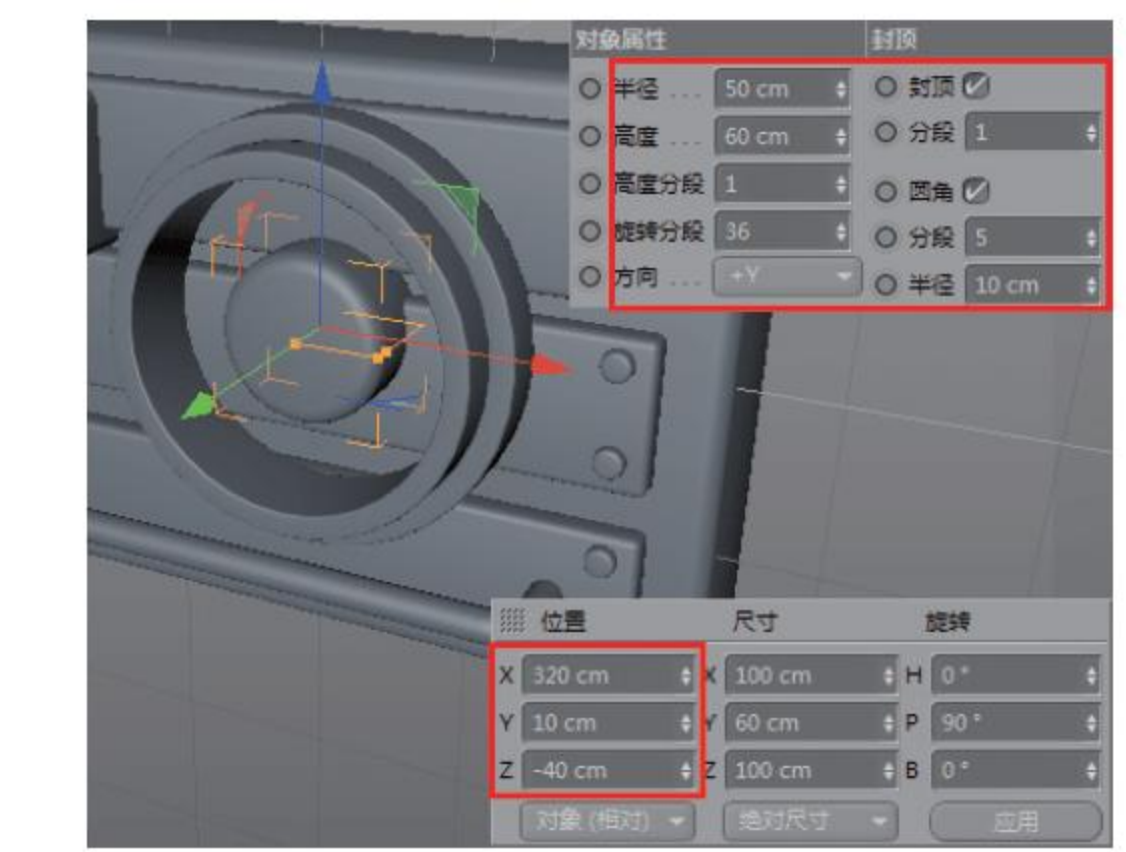 对象属性 封顶
半径 . . . 50 cm 封顶
高度 . . . 60 cm 分段 1
高度分段 1 圆角
旋转分段 36 分段 5
方向 . . . +Y 半径 10 cm
位置 尺寸 旋转
X 320 cm X 100 cm H 0°
Y 10 cm Y 60 cm P 90°
Z -40 cm Z 100 cm B 0°
对象 (相对) 绝对尺寸 应用